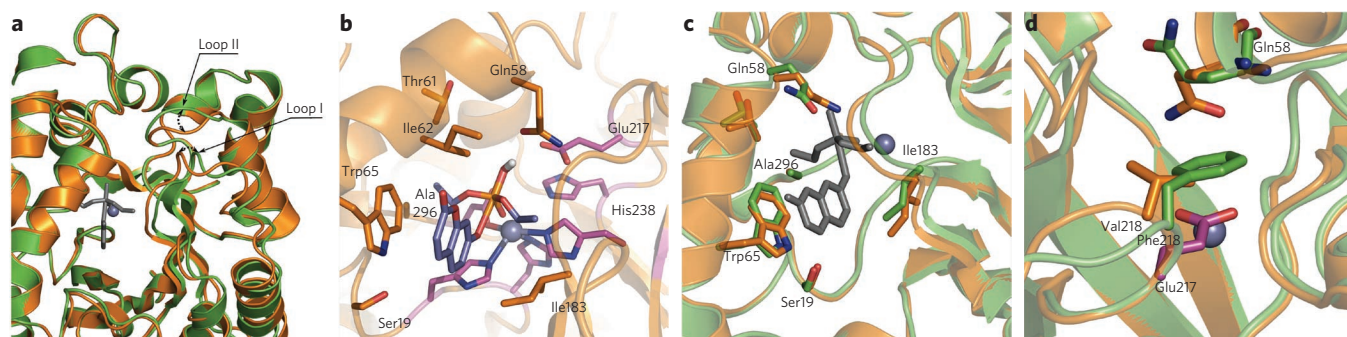 a
Loop II
Loop I
b
Thr61
Gln58
Ile62
Glu217
Trp65
Ala
296
His238
Ser19
Ile183
c
Gln58
Ala296
Ile183
Trp65
Ser19
d
Gln58
Val218
Phe218
Glu217